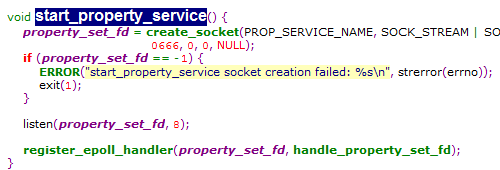 void start_property_service() {
property_set_fd = create_socket(PROP_SERVICE_NAME, SOCK_STREAM | SO
0666, 0, 0, NULL);
if (property_set_fd == -1) {
ERROR("start_property_service socket creation failed: %s\n", strerror(errno));
exit(1);
}
listen(property_set_fd, 8);
register_epoll_handler(property_set_fd, handle_property_set_fd);
}